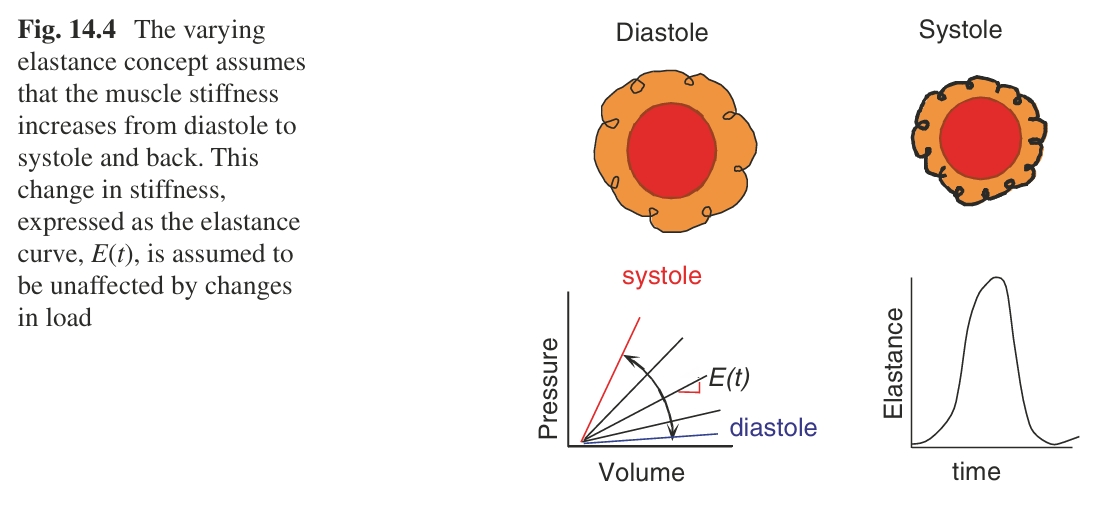 Fig. 14.4 The varying
elastance concept assumes
that the muscle stiffness
increases from diastole to
systole and back. This
change in stiffness,
expressed as the elastance
curve, E(t), is assumed to
be unaffected by changes
in load
Diastole
Systole
systole
Pressure
E(t)
diastole
Volume
Elastance
time